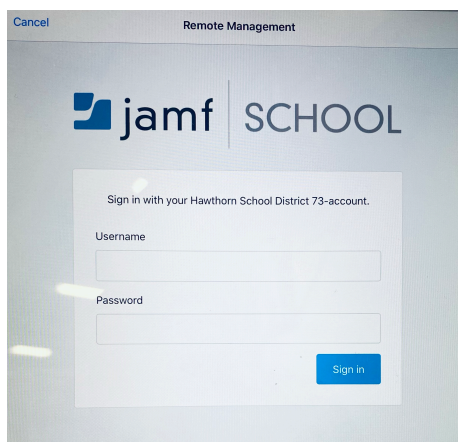 Cancel
Remote Management
jamf SCHOOL
Sign in with your Hawthorn School District 73-account.
Username
Password
Sign in